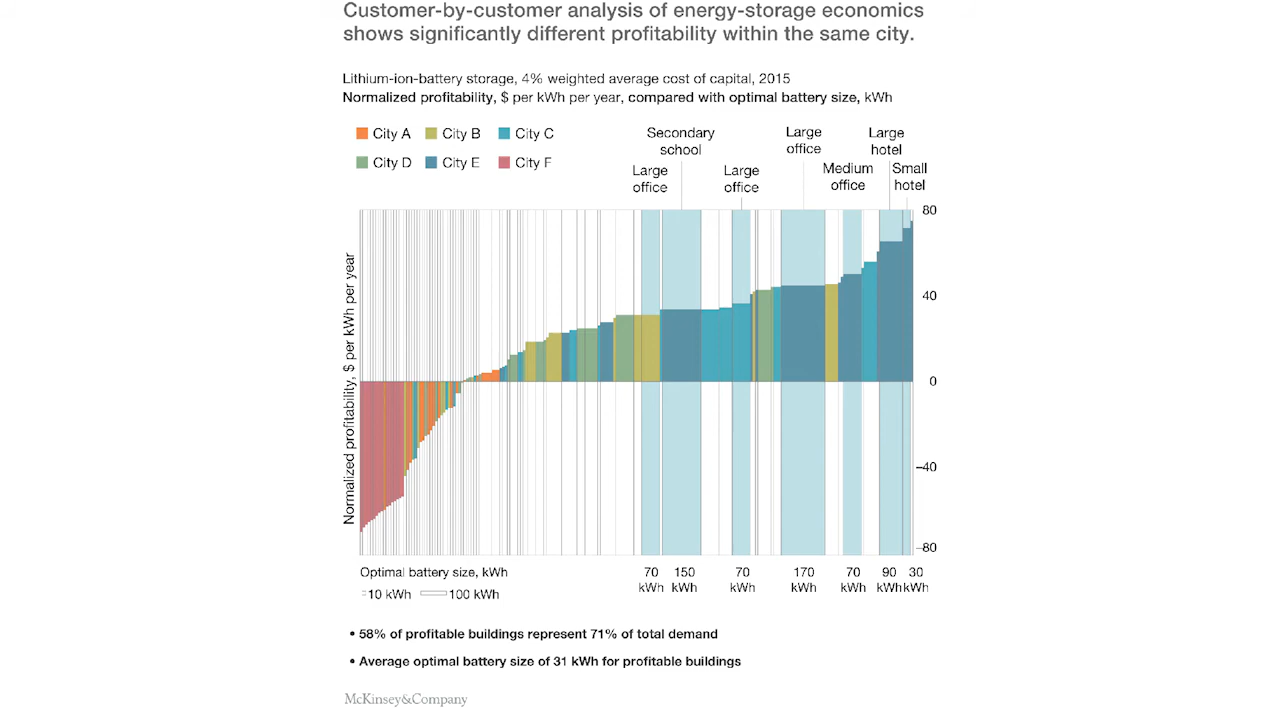 Customer-by-customer analysis of energy-storage economics
shows significantly different profitability within the same city.
Lithium-ion-battery storage, 4% weighted average cost of capital, 2015
Normalized profitability, $ per kWh per year, compared with optimal battery size, kWh
City A City B City C
City D City E City F
Large
office
Secondary
school
Large
office
Large
office
Medium
office
Large
hotel
Small
hotel
Normalized profitability, $ per kWh per year
80
40
0
–40
–80
Optimal battery size, kWh
10 kWh 100 kWh
70
kWh
150
kWh
70
kWh
170
kWh
70
kWh
90
kWh
30
kWh
• 58% of profitable buildings represent 71% of total demand
• Average optimal battery size of 31 kWh for profitable buildings
McKinsey&Company